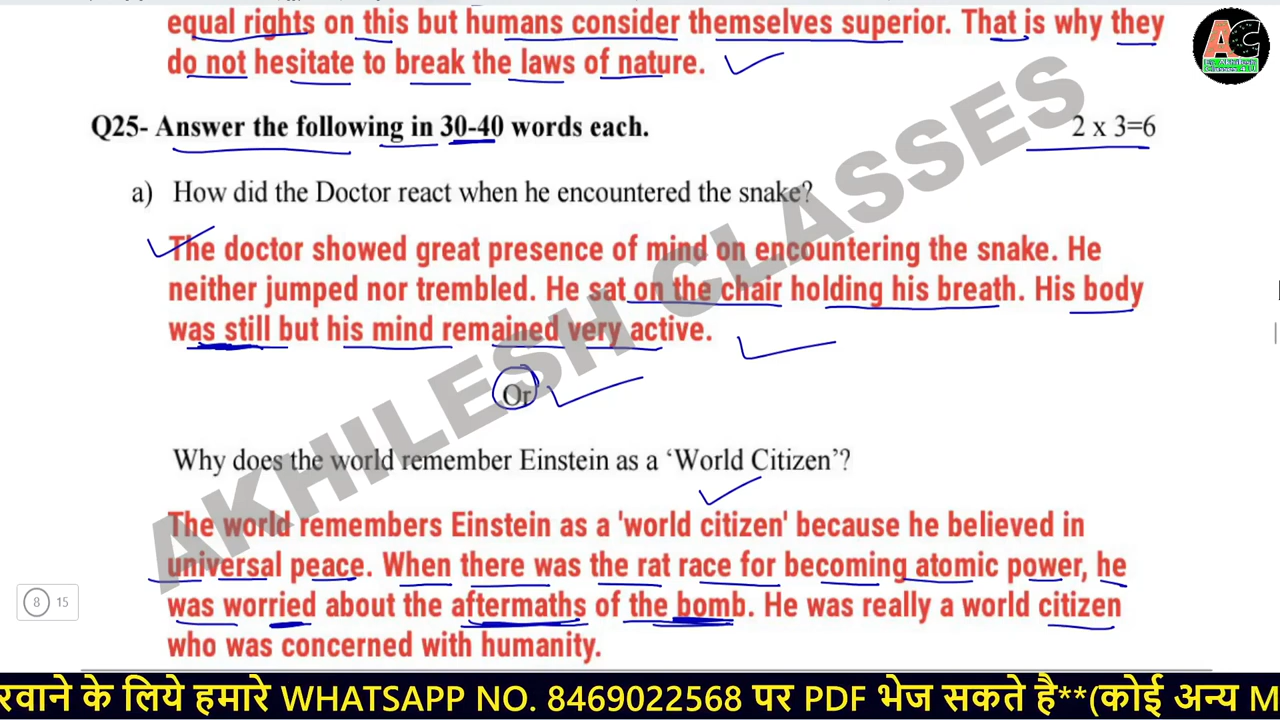 equal rights on this but humans consider themselves superior. That is why they
do not hesitate to break the laws of nature.
AC
Er Akhilesh
Classes 4 U
Q25- Answer the following in 30-40 words each. 2 x 3=6
a) How did the Doctor react when he encountered the snake?
The doctor showed great presence of mind on encountering the snake. He
neither jumped nor trembled. He sat on the chair holding his breath. His body
was still but his mind remained very active.
Or
Why does the world remember Einstein as a ‘World Citizen’?
The world remembers Einstein as a 'world citizen' because he believed in
universal peace. When there was the rat race for becoming atomic power, he
was worried about the aftermaths of the bomb. He was really a world citizen
who was concerned with humanity.
AKHILESH CLASSES
8 15
रवाने के लिये हमारे WHATSAPP NO. 8469022568 पर PDF भेज सकते है**(कोई अन्य M